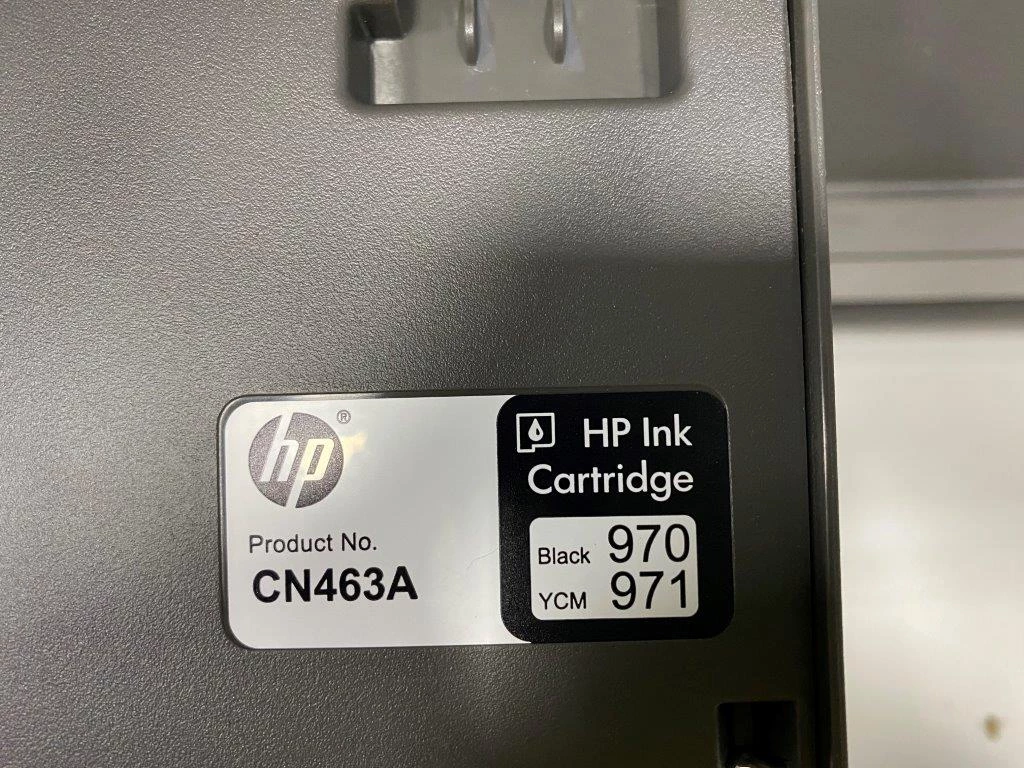 hp®
Product No.
CN463A
HP Ink
Cartridge
Black 970
YCM 971